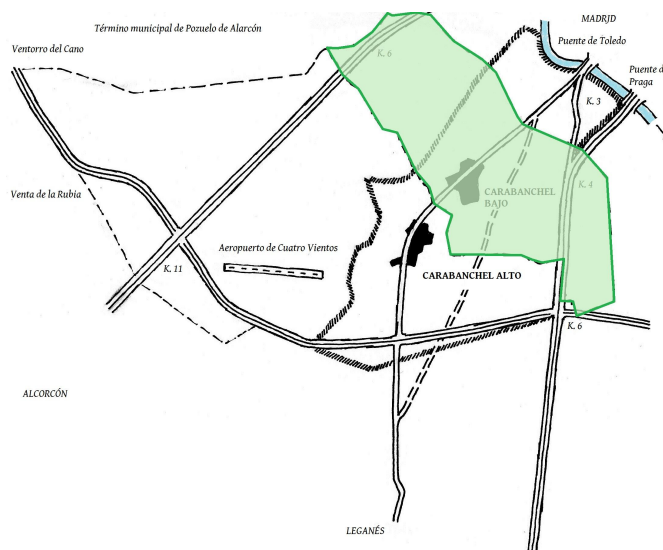 MADRJD
Término municipal de Pozuelo de Alarcón
Puente de Toledo
Ventorro del Cano
K. 6
Puente de
Praga
K. 3
K. 4
Venta de la Rubia
CARABANCHEL
BAJO
Aeropuerto de Cuatro Vientos
K. 11
CARABANCHEL ALTO
K. 6
ALCORCÓN
LEGANÉS